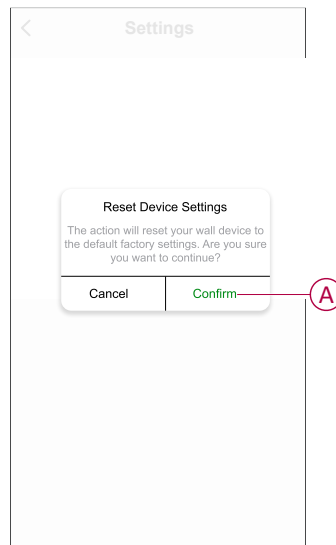 Settings
Reset Device Settings
The action will reset your wall device to
the default factory settings. Are you sure
you want to continue?
Cancel Confirm
A